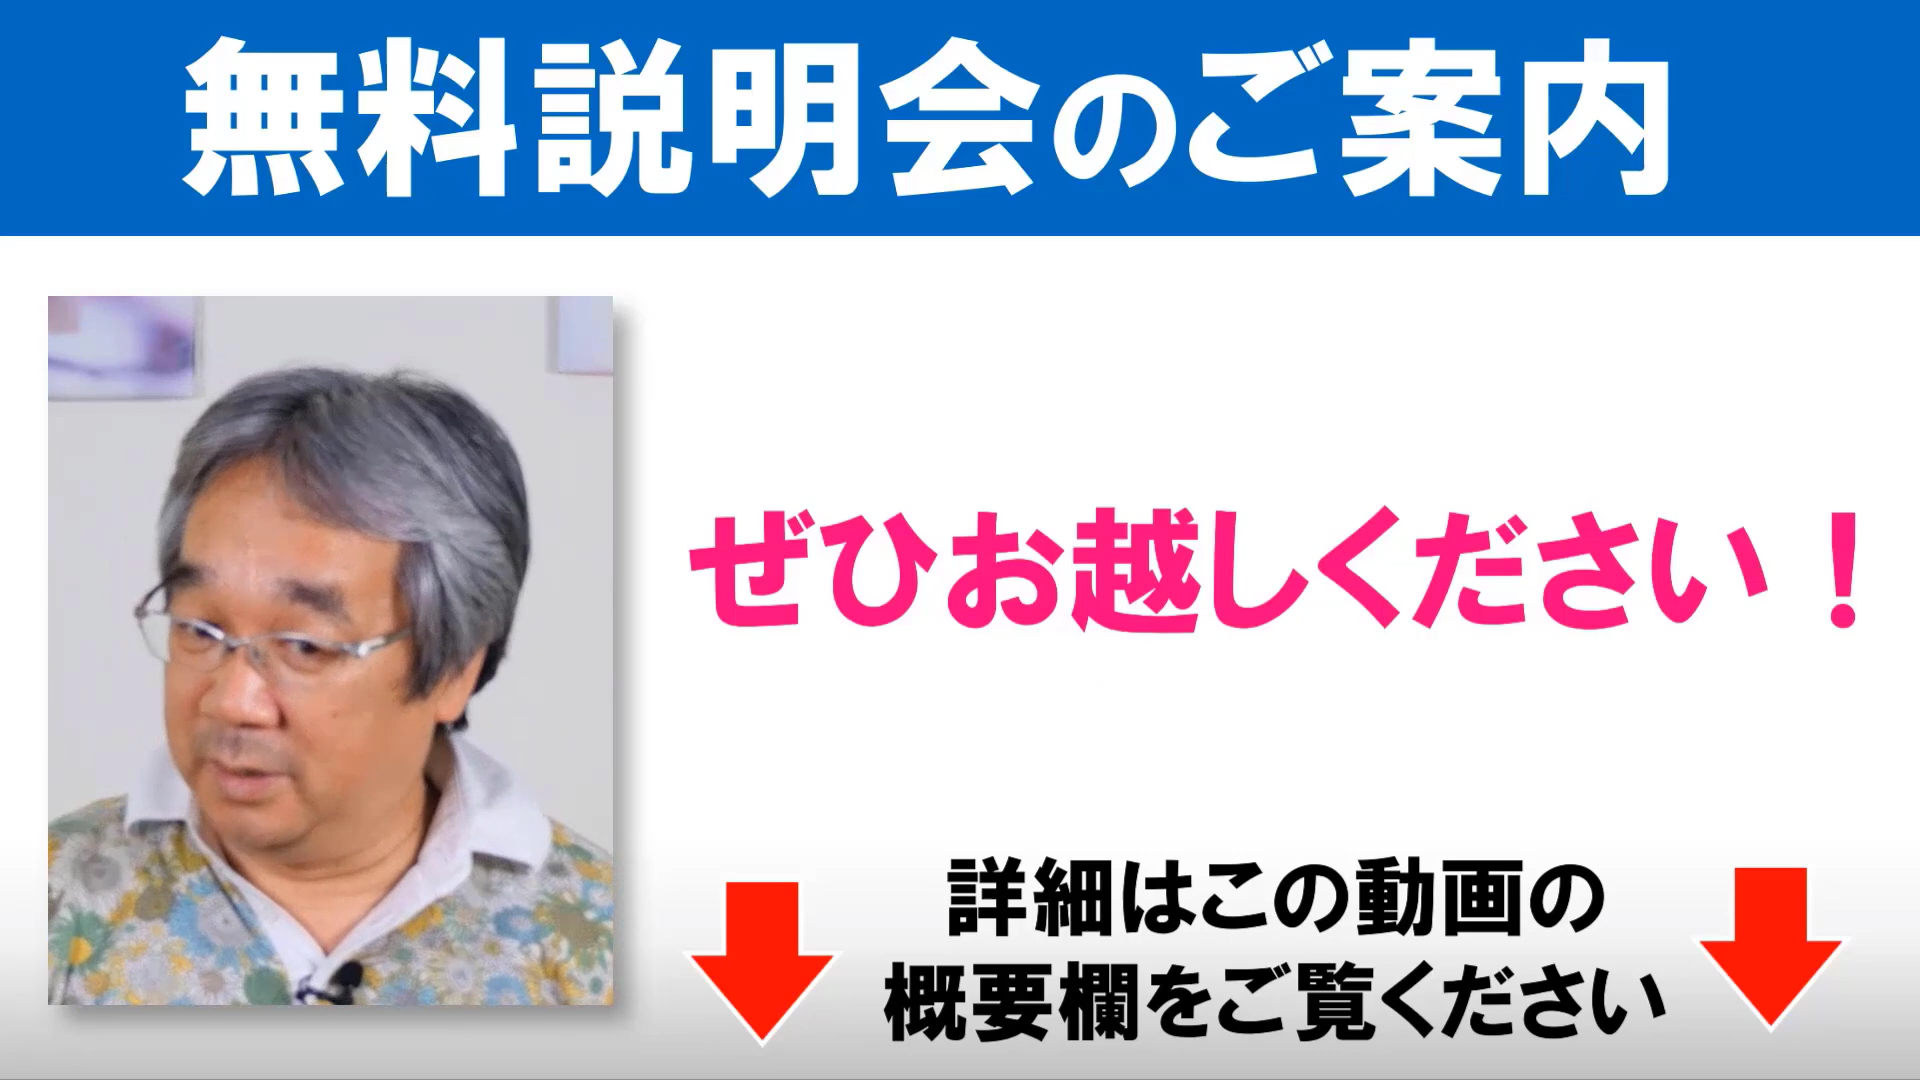 無料説明会のご案内
ぜひお越しください！
詳細はこの動画の
概要欄をご覧ください